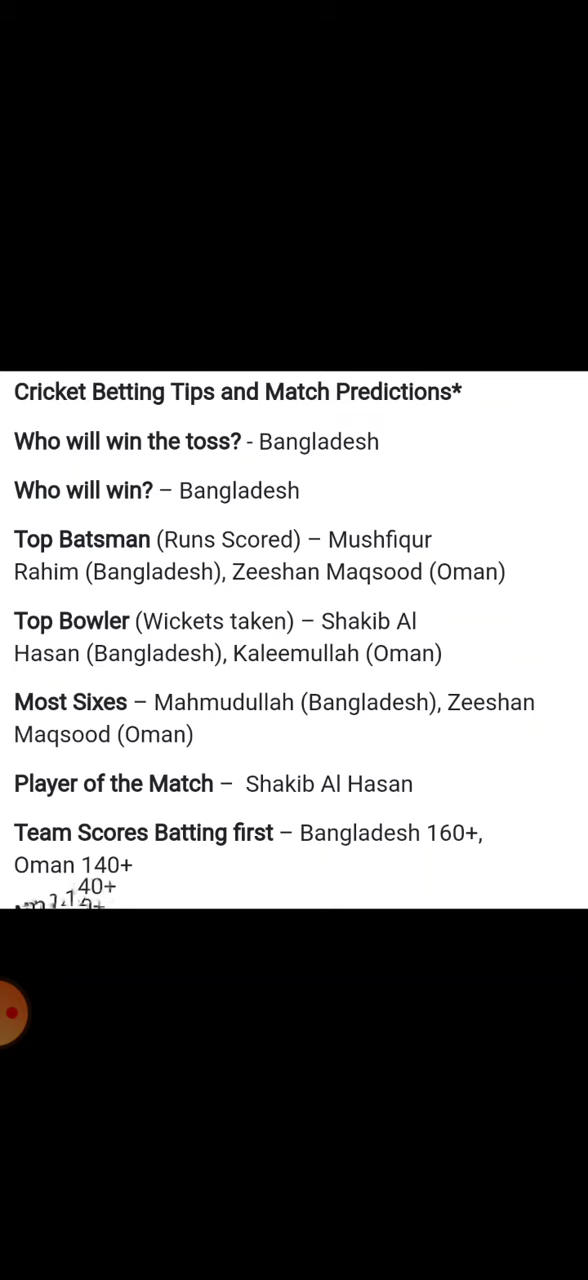 Cricket Betting Tips and Match Predictions*
Who will win the toss? - Bangladesh
Who will win? – Bangladesh
Top Batsman (Runs Scored) – Mushfiqur
Rahim (Bangladesh), Zeeshan Maqsood (Oman)
Top Bowler (Wickets taken) – Shakib Al
Hasan (Bangladesh), Kaleemullah (Oman)
Most Sixes – Mahmudullah (Bangladesh), Zeeshan
Maqsood (Oman)
Player of the Match – Shakib Al Hasan
Team Scores Batting first – Bangladesh 160+,
Oman 140+
40+